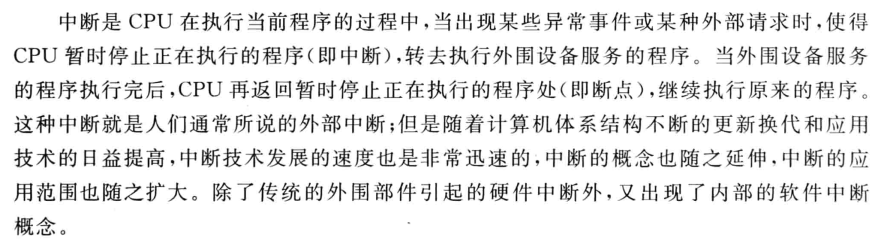 中断是 CPU 在执行当前程序的过程中,当出现某些异常事件或某种外部请求时,使得
CPU 暂时停止正在执行的程序(即中断),转去执行外围设备服务的程序。当外围设备服务
的程序执行完后,CPU 再返回暂时停止正在执行的程序处(即断点),继续执行原来的程序。
这种中断就是人们通常所说的外部中断;但是随着计算机体系结构不断的更新换代和应用
技术的日益提高,中断技术发展的速度也是非常迅速的,中断的概念也随之延伸,中断的应
用范围也随之扩大。除了传统的外围部件引起的硬件中断外,又出现了内部的软件中断
概念。